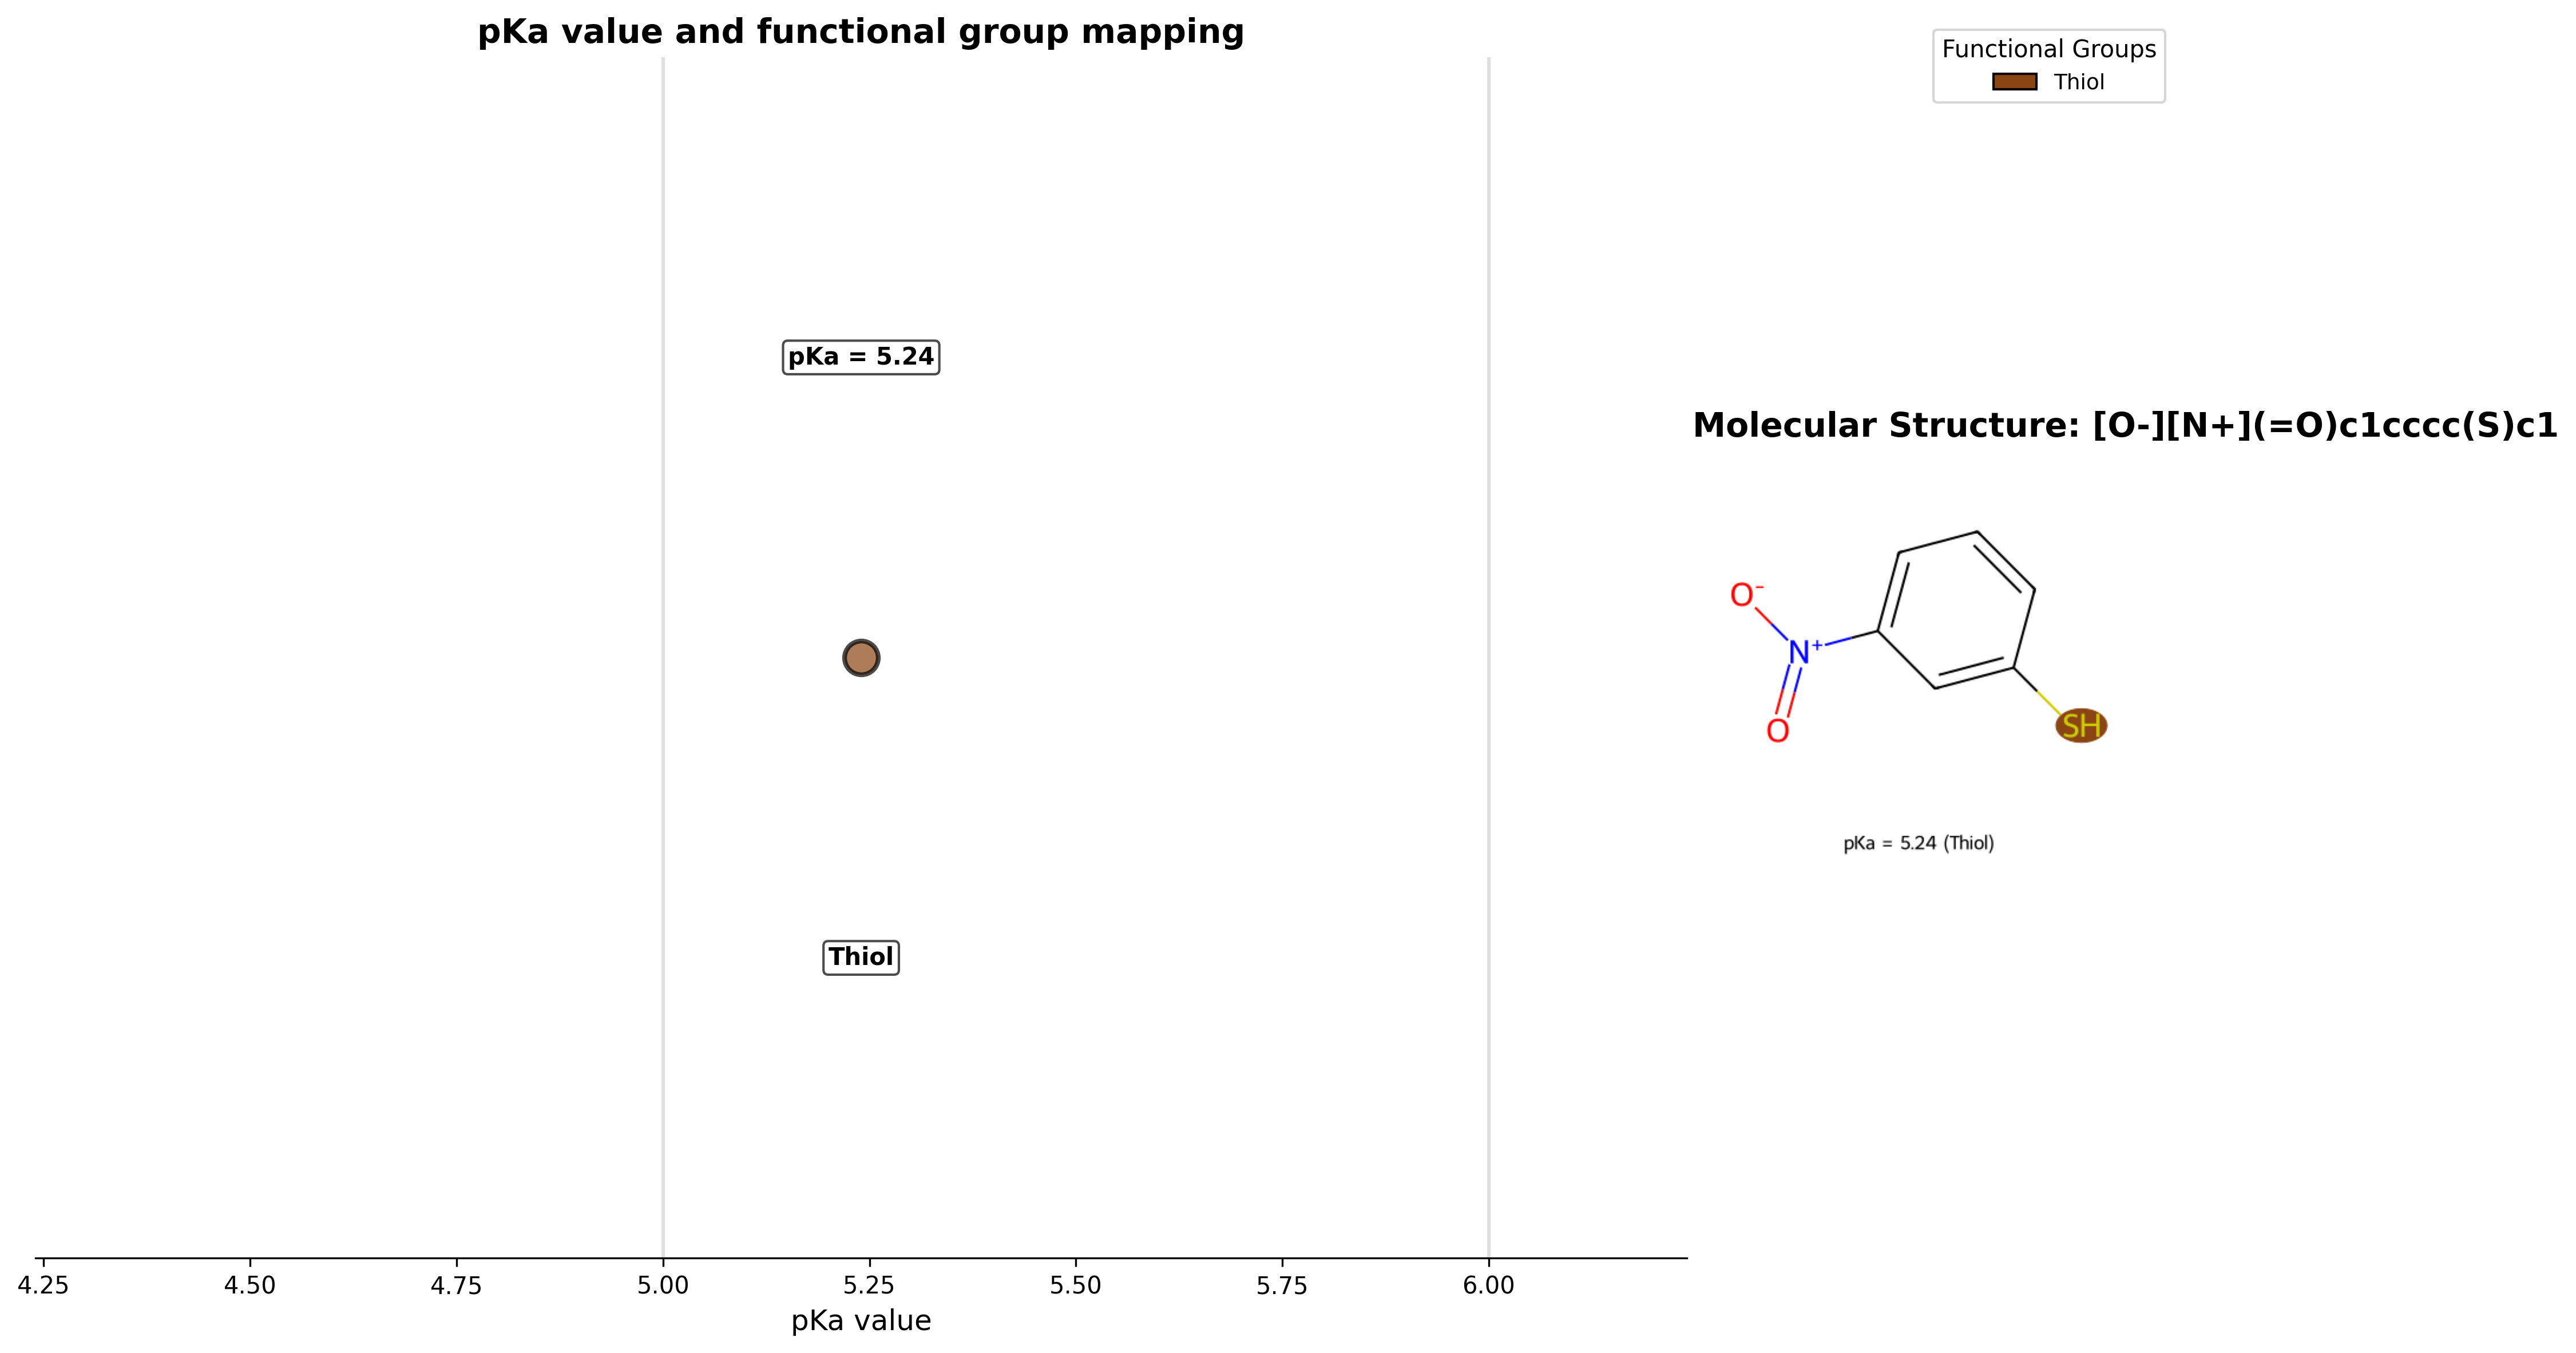 pKa value and functional group mapping
Functional Groups
Thiol
pKa = 5.24
Thiol
4.25 4.50 4.75 5.00 5.25 5.50 5.75 6.00
pKa value
Molecular Structure: [O-][N+](=O)c1cccc(S)c1
O⁻
N⁺
O
SH
pKa = 5.24 (Thiol)